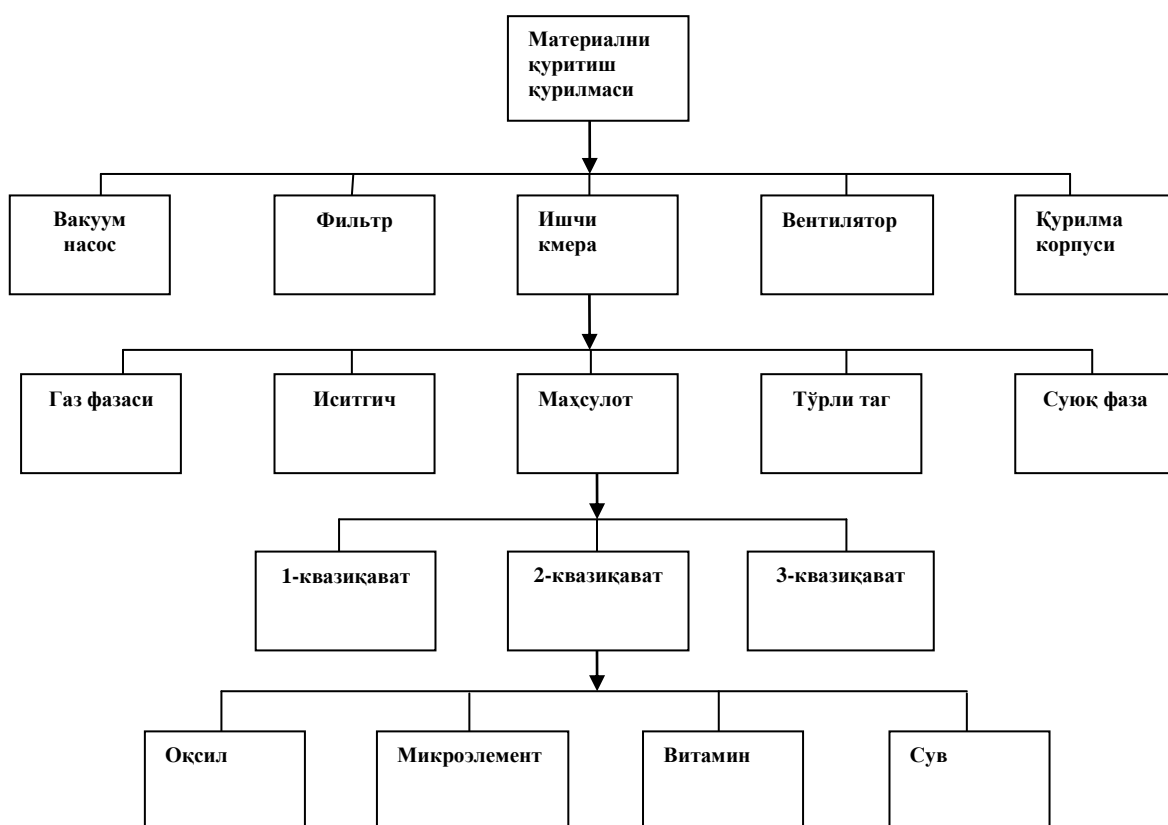 Материални
қуритиш
қурилмаси
Вакуум
насос
Фильтр
Ишчи
кмера
Вентилятор
Қурилма
корпуси
Газ фазаси
Иситгич
Маҳсулот
Тўрли таг
Суюқ фаза
1-квазиқават
2-квазиқават
3-квазиқават
Оқсил
Микроэлемент
Витамин
Сув